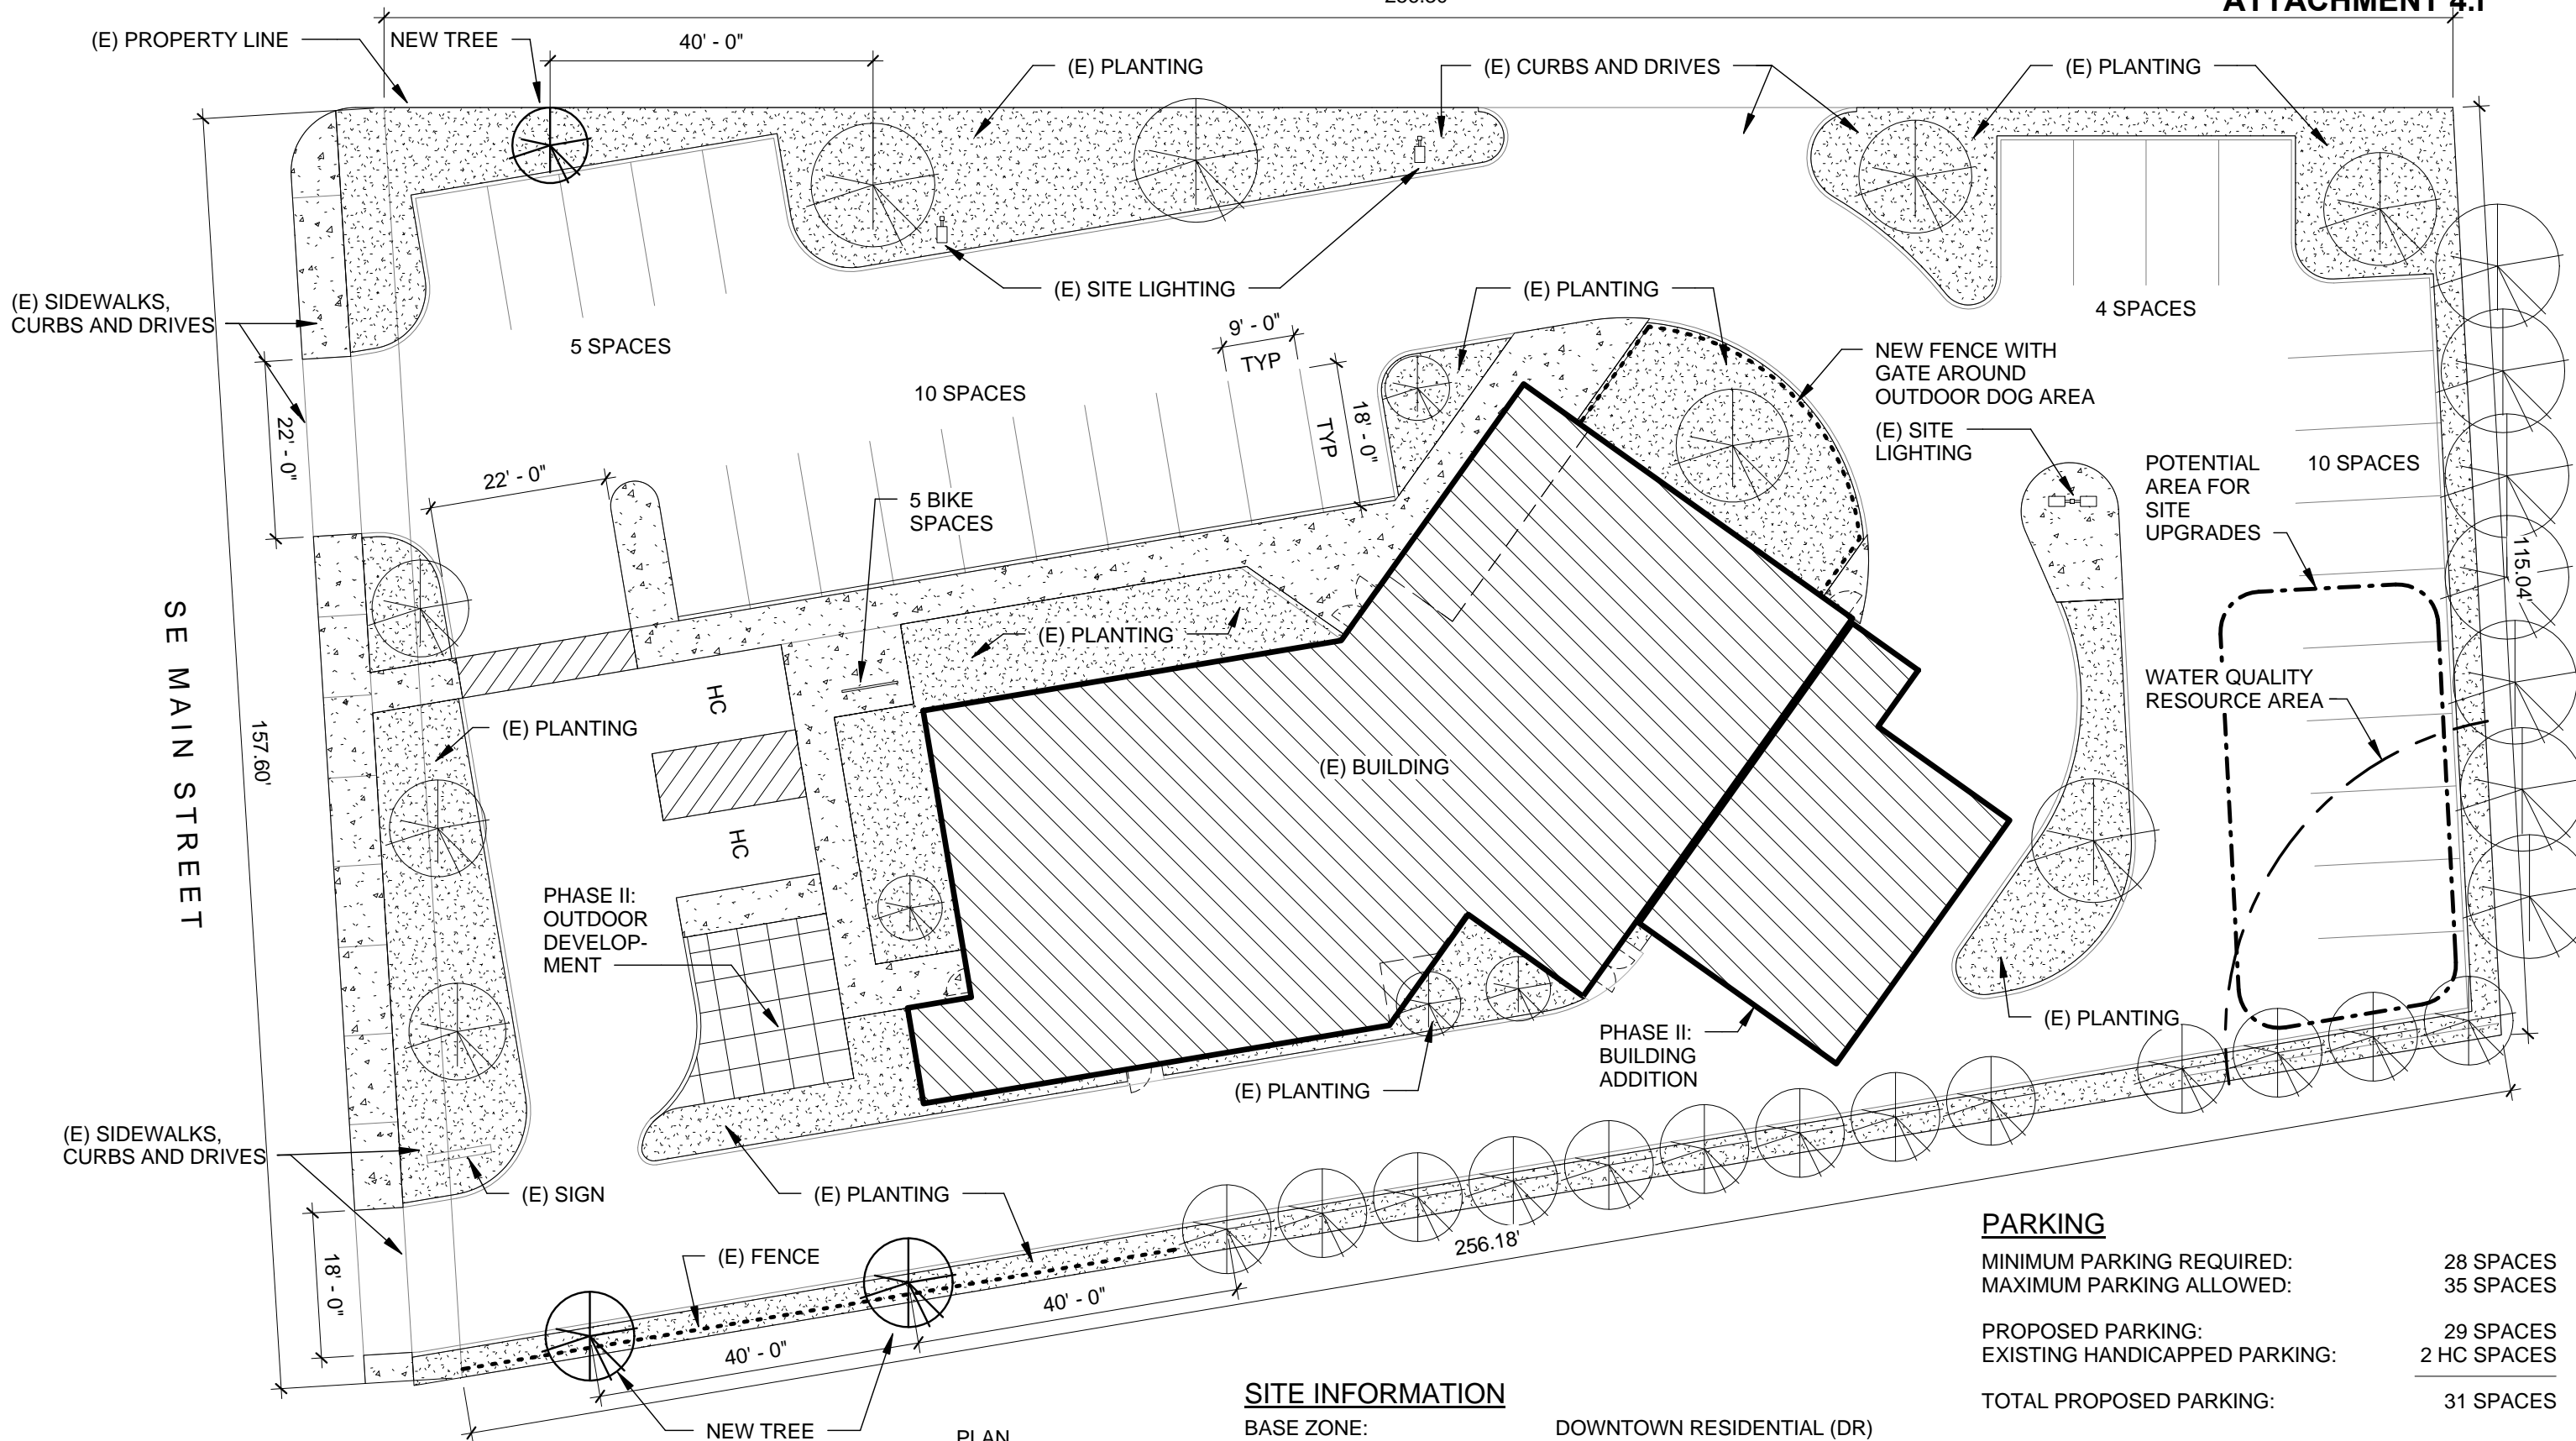 ATTACHMENT 4.I
(E) PROPERTY LINE
NEW TREE
40' - 0"
(E) PLANTING
(E) CURBS AND DRIVES
(E) PLANTING
(E) SIDEWALKS,
CURBS AND DRIVES
(E) SITE LIGHTING
(E) PLANTING
4 SPACES
5 SPACES
9' - 0"
TYP
NEW FENCE WITH
GATE AROUND
OUTDOOR DOG AREA
10 SPACES
18' - 0"
TYP
(E) SITE
LIGHTING
22' - 0"
22' - 0"
POTENTIAL
AREA FOR
SITE
UPGRADES
10 SPACES
5 BIKE
SPACES
115.04'
SE MAIN STREET
157.60'
(E) PLANTING
HC
WATER QUALITY
RESOURCE AREA
(E) PLANTING
(E) BUILDING
HC
PHASE II:
OUTDOOR
DEVELOP-
MENT
(E) PLANTING
PHASE II:
BUILDING
ADDITION
(E) PLANTING
(E) SIDEWALKS,
CURBS AND DRIVES
(E) SIGN
(E) PLANTING
18' - 0"
(E) FENCE
256.18'
40' - 0"
40' - 0"
NEW TREE
PLAN
PARKING
MINIMUM PARKING REQUIRED: 28 SPACES
MAXIMUM PARKING ALLOWED: 35 SPACES
PROPOSED PARKING: 29 SPACES
EXISTING HANDICAPPED PARKING: 2 HC SPACES
TOTAL PROPOSED PARKING: 31 SPACES
SITE INFORMATION
BASE ZONE: DOWNTOWN RESIDENTIAL (DR)